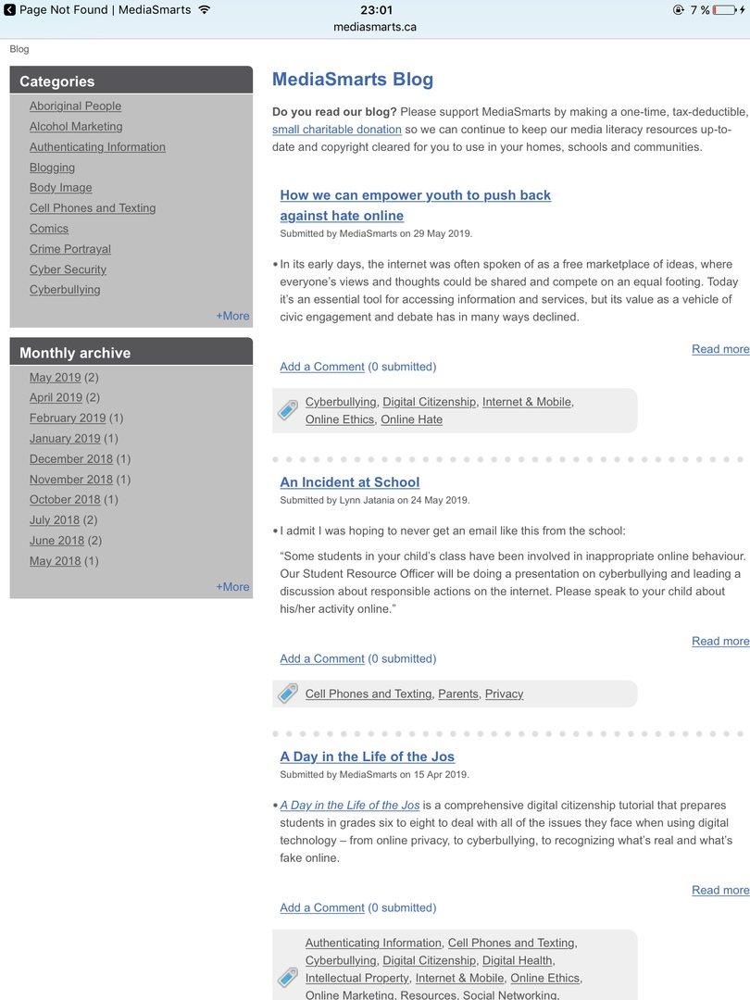 Page Not Found | MediaSmarts
23:01
7 %
mediasmarts.ca
Blog
Categories
Aboriginal People
Alcohol Marketing
Authenticating Information
Blogging
Body Image
Cell Phones and Texting
Comics
Crime Portrayal
Cyber Security
Cyberbullying
+More
Monthly archive
May 2019 (2)
April 2019 (2)
February 2019 (1)
January 2019 (1)
December 2018 (1)
November 2018 (1)
October 2018 (1)
July 2018 (2)
June 2018 (2)
May 2018 (1)
+More
MediaSmarts Blog
Do you read our blog? Please support MediaSmarts by making a one-time, tax-deductible,
small charitable donation so we can continue to keep our media literacy resources up-to-
date and copyright cleared for you to use in your homes, schools and communities.
How we can empower youth to push back
against hate online
Submitted by MediaSmarts on 29 May 2019.
• In its early days, the internet was often spoken of as a free marketplace of ideas, where
everyone’s views and thoughts could be shared and compete on an equal footing. Today
it’s an essential tool for accessing information and services, but its value as a vehicle of
civic engagement and debate has in many ways declined.
Read more
Add a Comment (0 submitted)
Cyberbullying, Digital Citizenship, Internet & Mobile,
Online Ethics, Online Hate
An Incident at School
Submitted by Lynn Jatania on 24 May 2019.
• I admit I was hoping to never get an email like this from the school:
“Some students in your child’s class have been involved in inappropriate online behaviour.
Our Student Resource Officer will be doing a presentation on cyberbullying and leading a
discussion about responsible actions on the internet. Please speak to your child about
his/her activity online.”
Read more
Add a Comment (0 submitted)
Cell Phones and Texting, Parents, Privacy
A Day in the Life of the Jos
Submitted by MediaSmarts on 15 Apr 2019.
• A Day in the Life of the Jos is a comprehensive digital citizenship tutorial that prepares
students in grades six to eight to deal with all of the issues they face when using digital
technology – from online privacy, to cyberbullying, to recognizing what’s real and what’s
fake online.
Read more
Add a Comment (0 submitted)
Authenticating Information, Cell Phones and Texting,
Cyberbullying, Digital Citizenship, Digital Health,
Intellectual Property, Internet & Mobile, Online Ethics,
Online Marketing, Resources, Social Networking,